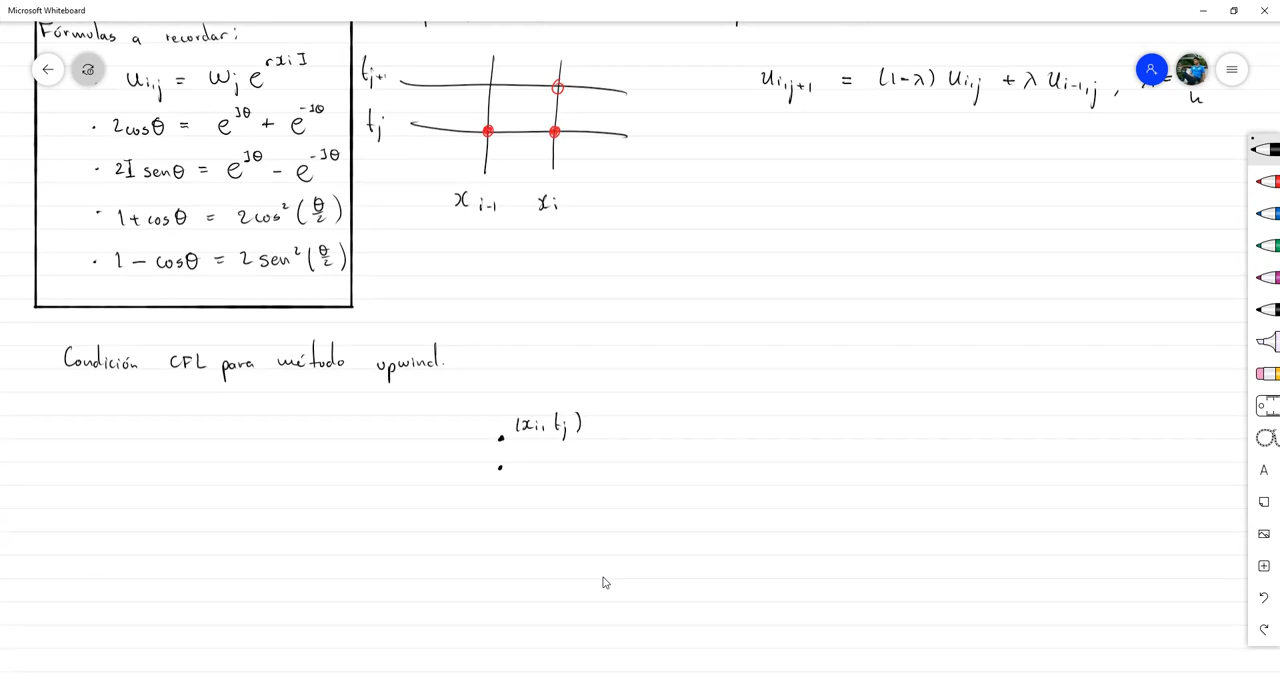 Microsoft Whiteboard
Fórmulas a recordar:
u_{i,j} = w_j e^{r x_i I}
· 2cosθ = e^{Iθ} + e^{-Iθ}
· 2I senθ = e^{Iθ} - e^{-Iθ}
· 1 + cosθ = 2cos²(θ/2)
· 1 - cosθ = 2sen²(θ/2)
t_{j+1}
t_j
x_{i-1} x_i
u_{i,j+1} = (1-λ) u_{i,j} + λ u_{i-1,j},
Condición CFL para método upwind.
(x_i, t_j)
A